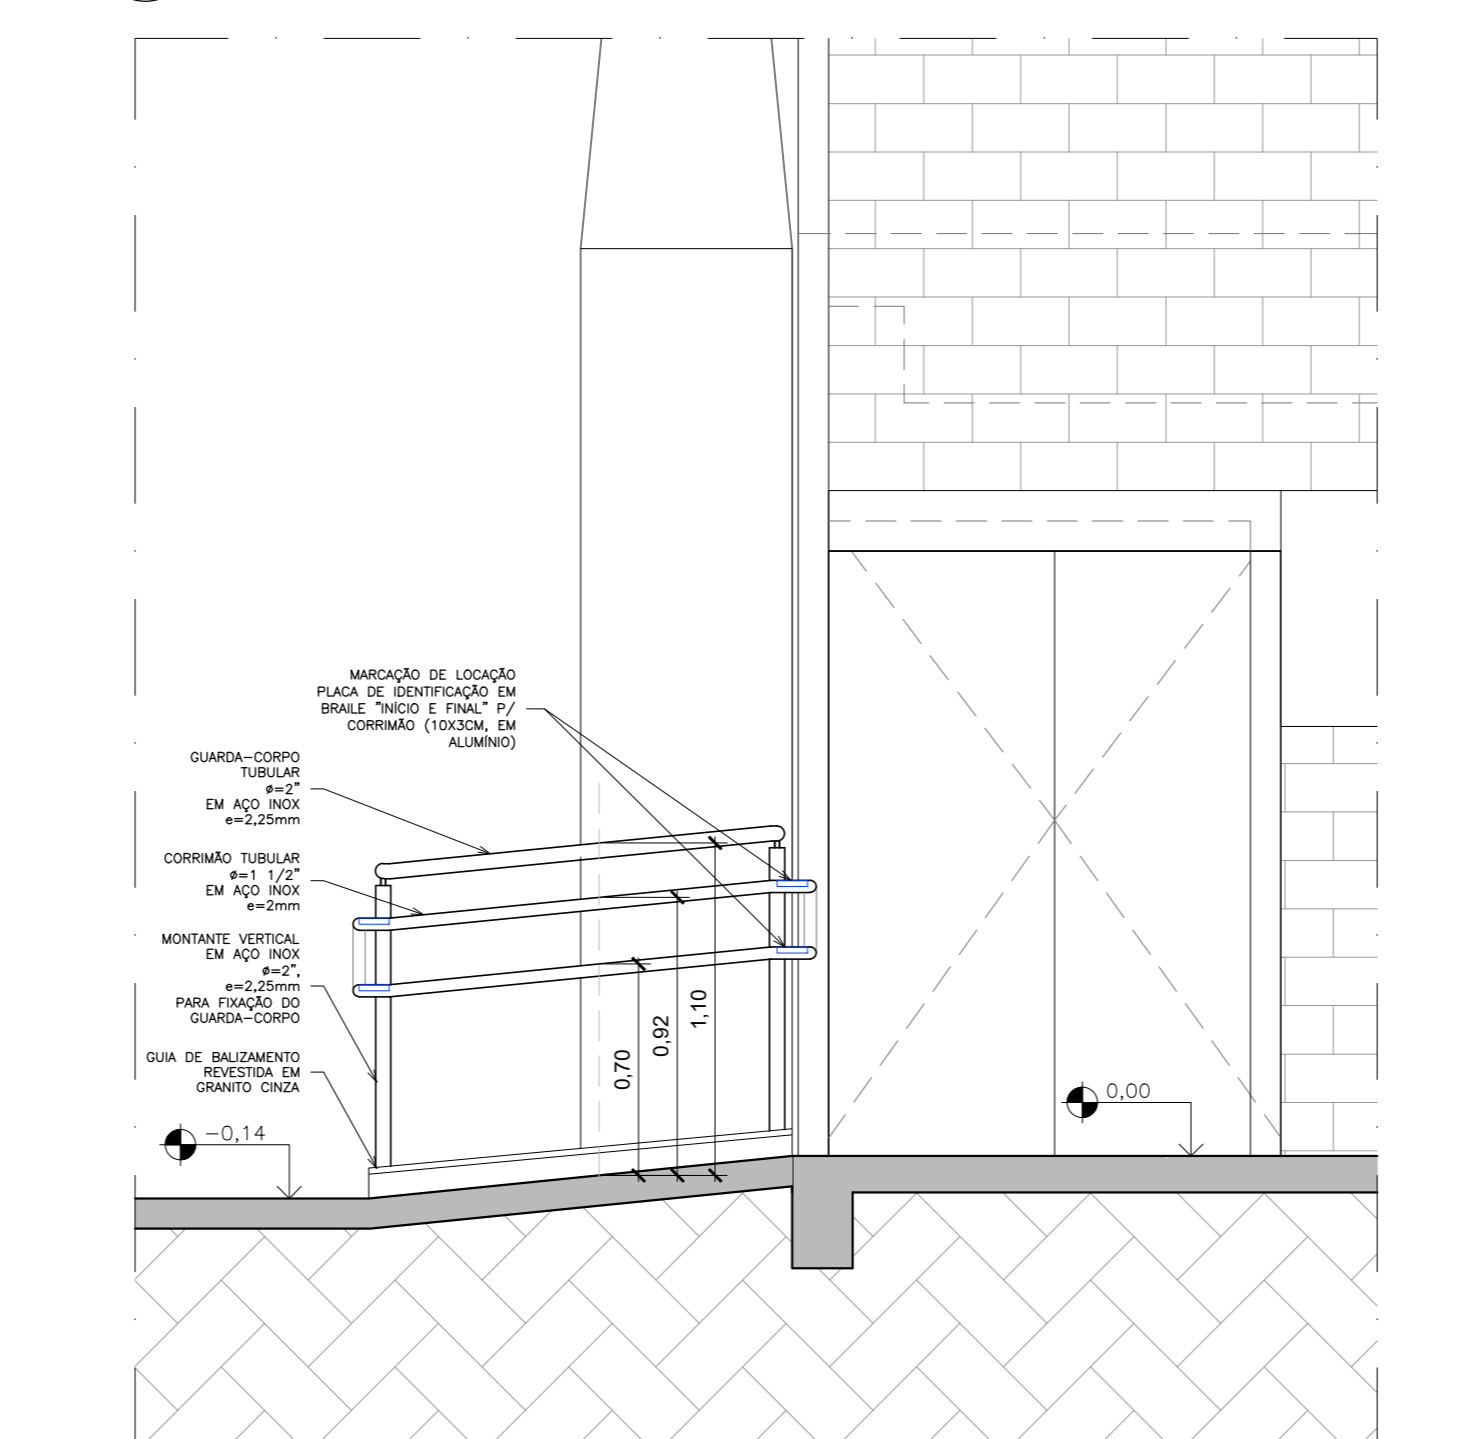 MARCAÇÃO DE LOCAÇÃO
PLACA DE IDENTIFICAÇÃO EM
BRAILE "INÍCIO E FINAL" P/
CORRIMÃO (10X3CM, EM
ALUMÍNIO)
GUARDA-CORPO
TUBULAR
ø=2"
EM AÇO INOX
e=2,25mm
CORRIMÃO TUBULAR
ø=1 1/2"
EM AÇO INOX
e=2mm
MONTANTE VERTICAL
EM AÇO INOX
ø=2",
e=2,25mm
PARA FIXAÇÃO DO
GUARDA-CORPO
GUIA DE BALIZAMENTO
REVESTIDA EM
GRANITO CINZA
-0,14
0,70
0,92
1,10
0,00